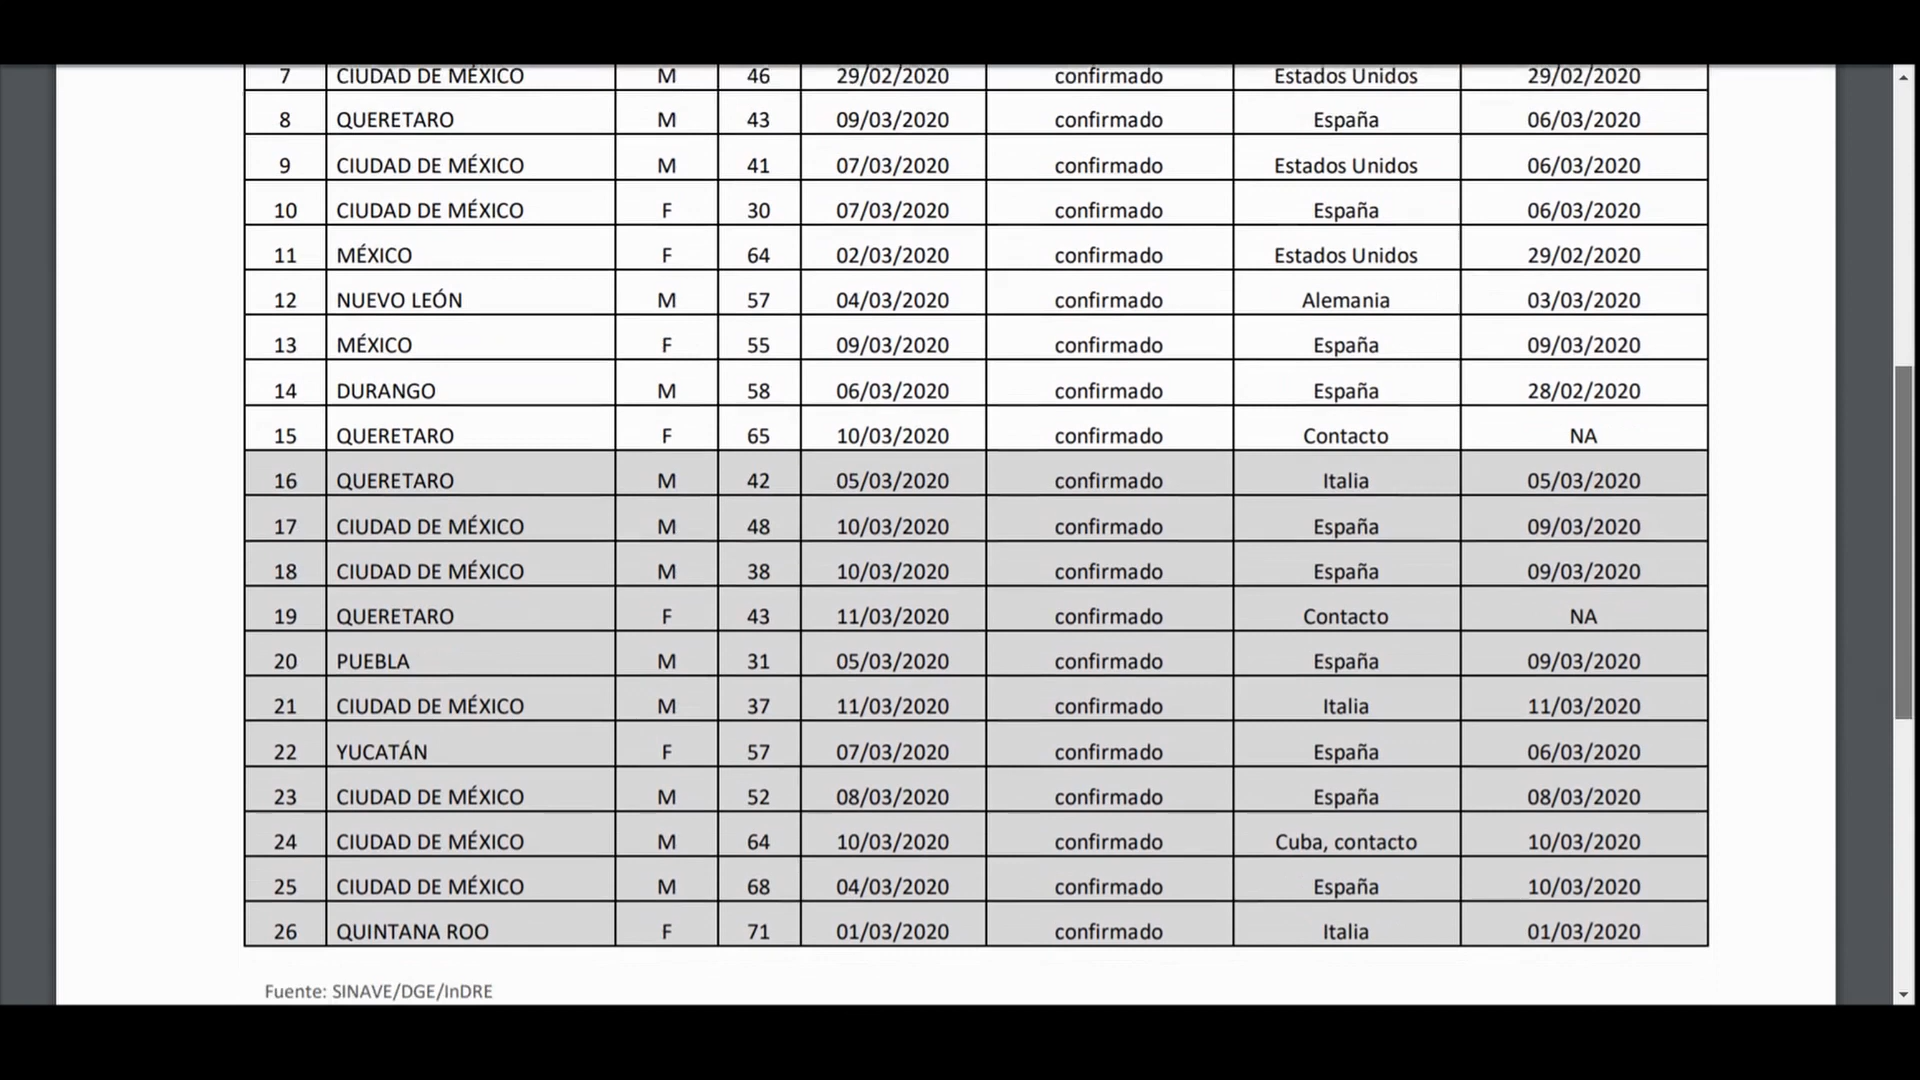 7 CIUDAD DE MÉXICO M 46 29/02/2020 confirmado Estados Unidos 29/02/2020
8 QUERETARO M 43 09/03/2020 confirmado España 06/03/2020
9 CIUDAD DE MÉXICO M 41 07/03/2020 confirmado Estados Unidos 06/03/2020
10 CIUDAD DE MÉXICO F 30 07/03/2020 confirmado España 06/03/2020
11 MÉXICO F 64 02/03/2020 confirmado Estados Unidos 29/02/2020
12 NUEVO LEÓN M 57 04/03/2020 confirmado Alemania 03/03/2020
13 MÉXICO F 55 09/03/2020 confirmado España 09/03/2020
14 DURANGO M 58 06/03/2020 confirmado España 28/02/2020
15 QUERETARO F 65 10/03/2020 confirmado Contacto NA
16 QUERETARO M 42 05/03/2020 confirmado Italia 05/03/2020
17 CIUDAD DE MÉXICO M 48 10/03/2020 confirmado España 09/03/2020
18 CIUDAD DE MÉXICO M 38 10/03/2020 confirmado España 09/03/2020
19 QUERETARO F 43 11/03/2020 confirmado Contacto NA
20 PUEBLA M 31 05/03/2020 confirmado España 09/03/2020
21 CIUDAD DE MÉXICO M 37 11/03/2020 confirmado Italia 11/03/2020
22 YUCATÁN F 57 07/03/2020 confirmado España 06/03/2020
23 CIUDAD DE MÉXICO M 52 08/03/2020 confirmado España 08/03/2020
24 CIUDAD DE MÉXICO M 64 10/03/2020 confirmado Cuba, contacto 10/03/2020
25 CIUDAD DE MÉXICO M 68 04/03/2020 confirmado España 10/03/2020
26 QUINTANA ROO F 71 01/03/2020 confirmado Italia 01/03/2020
Fuente: SINAVE/DGE/InDRE